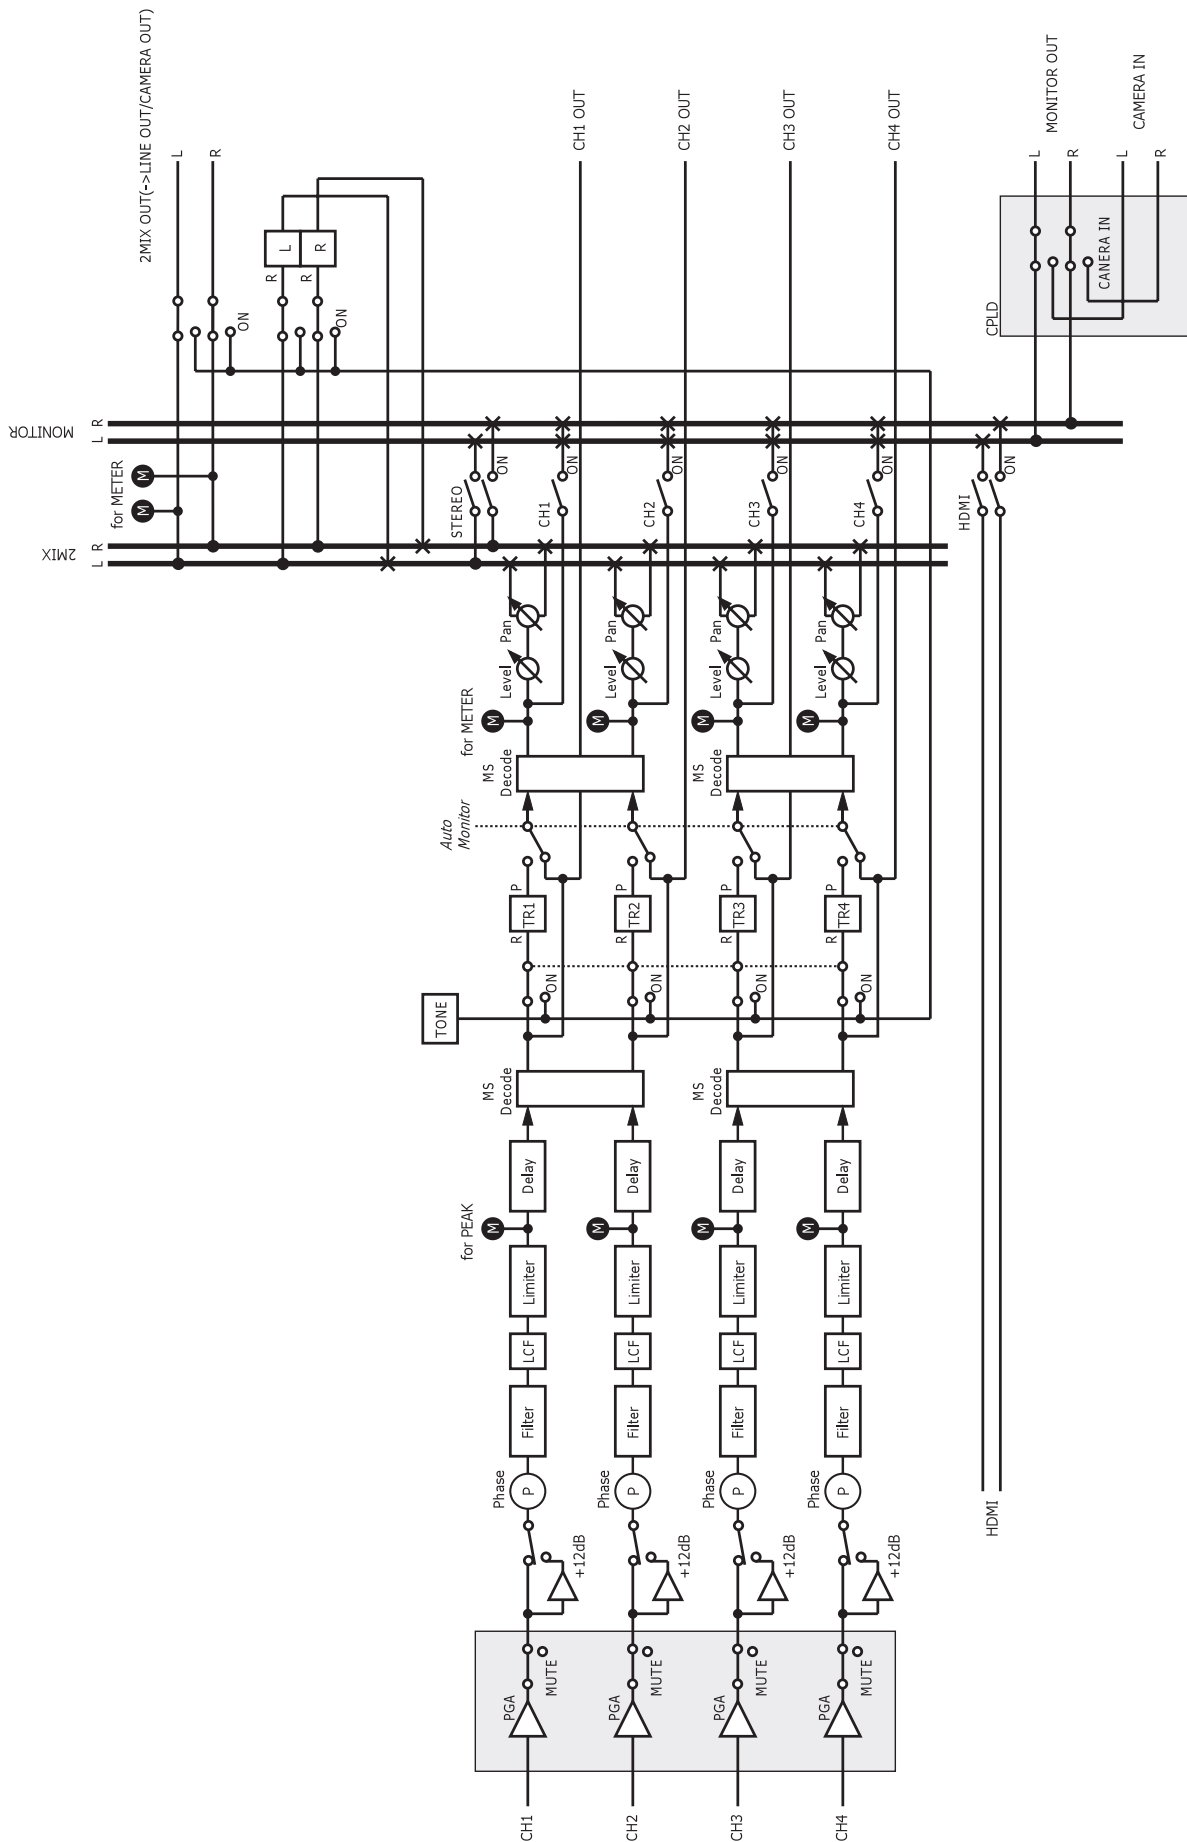 2MIX OUT(->LINE OUT/CAMERA OUT)
L
R
L
R
R
R
ON
ON
MONITOR
L R
for METER
M
M
2MIX
L R
CH1 OUT
CH2 OUT
CH3 OUT
CH4 OUT
MONITOR OUT
CAMERA IN
L
R
L
R
CPLD
CANERA IN
STEREO
ON
CH1
ON
CH2
ON
CH3
ON
CH4
ON
HDMI
ON
Level
Pan
Level
Pan
Level
Pan
Level
Pan
for METER
M
M
M
M
MS
Decode
MS
Decode
Auto
Monitor
R
TR1
P
R
TR2
P
R
TR3
P
R
TR4
P
TONE
ON
ON
ON
ON
MS
Decode
MS
Decode
Delay
Delay
Delay
Delay
for PEAK
M
M
M
M
Limiter
Limiter
Limiter
Limiter
LCF
LCF
LCF
LCF
Filter
Filter
Filter
Filter
Phase
P
Phase
P
Phase
P
Phase
P
+12dB
+12dB
+12dB
+12dB
HDMI
PGA
MUTE
PGA
MUTE
PGA
MUTE
PGA
MUTE
CH1
CH2
CH3
CH4